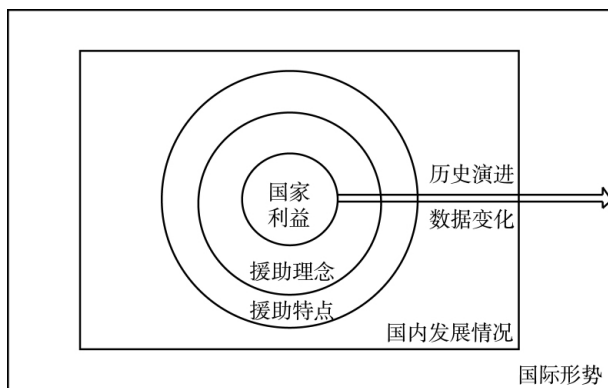 历史演进
国家
利益
数据变化
援助理念
援助特点
国内发展情况
国际形势